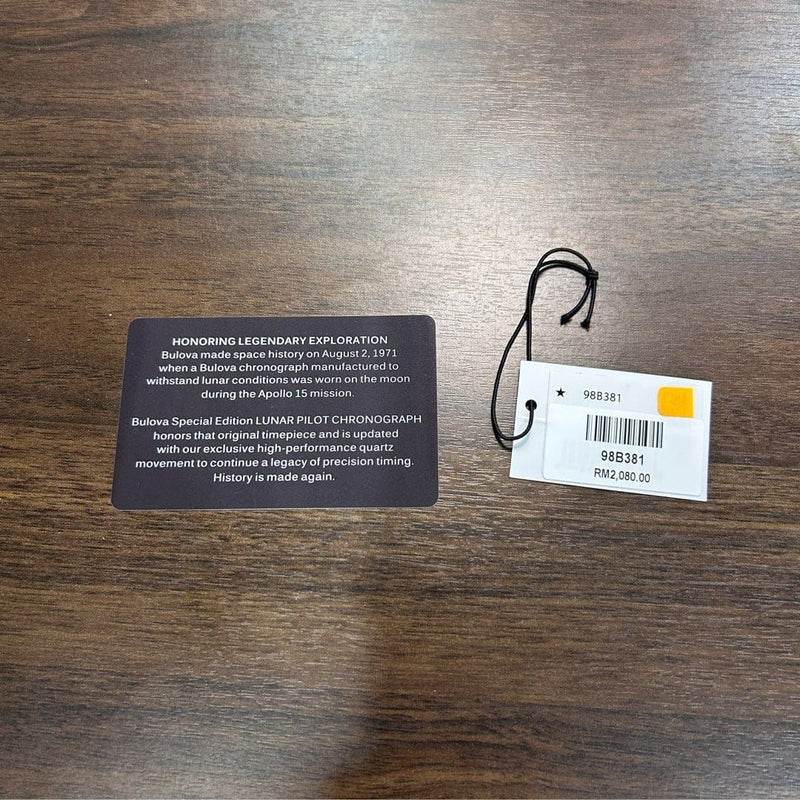 HONORING LEGENDARY EXPLORATION
Bulova made space history on August 2, 1971
when a Bulova chronograph manufactured to
withstand lunar conditions was worn on the moon
during the Apollo 15 mission.
Bulova Special Edition LUNAR PILOT CHRONOGRAPH
honors that original timepiece and is updated
with our exclusive high-performance quartz
movement to continue a legacy of precision timing.
History is made again.
★ 98B381
98B381
RM2,080.00